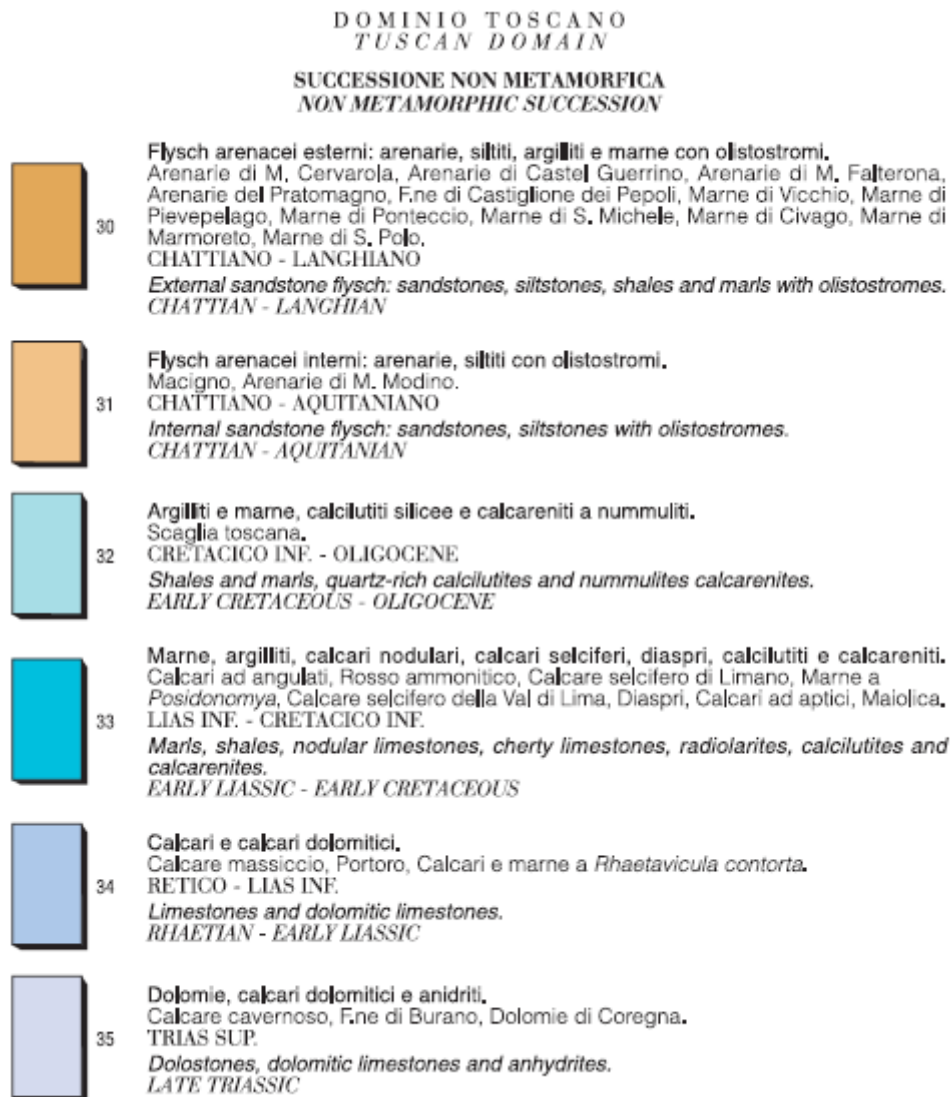 DOMINIO TOSCANO
TUSCAN DOMAIN
SUCCESSIONE NON METAMORFICA
NON METAMORPHIC SUCCESSION
Flysch arenacei esterni: arenarie, siltiti, argilliti e marne con olistostromi.
Arenarie di M. Cervarola, Arenarie di Castel Guerrino, Arenarie di M. Falterona,
Arenarie del Pratomagno, F.ne di Castiglione dei Pepoli, Marne di Vicchio, Marne di
Pievepelago, Marne di Ponteccio, Marne di S. Michele, Marne di Civago, Marne di
30
Marmoreto, Marne di S. Polo.
CHATTIANO - LANGHIANO
External sandstone flysch: sandstones, siltstones, shales and marls with olistostromes.
CHATTIAN - LANGHIAN
Flysch arenacei interni: arenarie, siltiti con olistostromi.
Macigno, Arenarie di M. Modino.
31
CHATTIANO - AQUITANIANO
Internal sandstone flysch: sandstones, siltstones with olistostromes.
CHATTIAN - AQUITANIAN
Argilliti e marne, calcilutiti silicee e calcareniti a nummuliti.
Scaglia toscana.
32
CRETACICO INF. - OLIGOCENE
Shales and marls, quartz-rich calcilutites and nummulites calcarenites.
EARLY CRETACEOUS - OLIGOCENE
Marne, argilliti, calcari nodulari, calcari selciferi, diaspri, calcilutiti e calcareniti.
Calcari ad angulati, Rosso ammonitico, Calcare selcifero di Limano, Marne a
Posidonomya, Calcare selcifero della Val di Lima, Diaspri, Calcari ad aptici, Maiolica.
33
LIAS INF. - CRETACICO INF.
Marls, shales, nodular limestones, cherty limestones, radiolarites, calcilutites and
calcarenites.
EARLY LIASSIC - EARLY CRETACEOUS
Calcari e calcari dolomitici.
Calcare massiccio, Portoro, Calcari e marne a Rhaetavicula contorta.
34
RETICO - LIAS INF.
Limestones and dolomitic limestones.
RHAETIAN - EARLY LIASSIC
Dolomie, calcari dolomitici e anidriti.
Calcare cavernoso, F.ne di Burano, Dolomie di Coregna.
35
TRIAS SUP.
Dolostones, dolomitic limestones and anhydrites.
LATE TRIASSIC